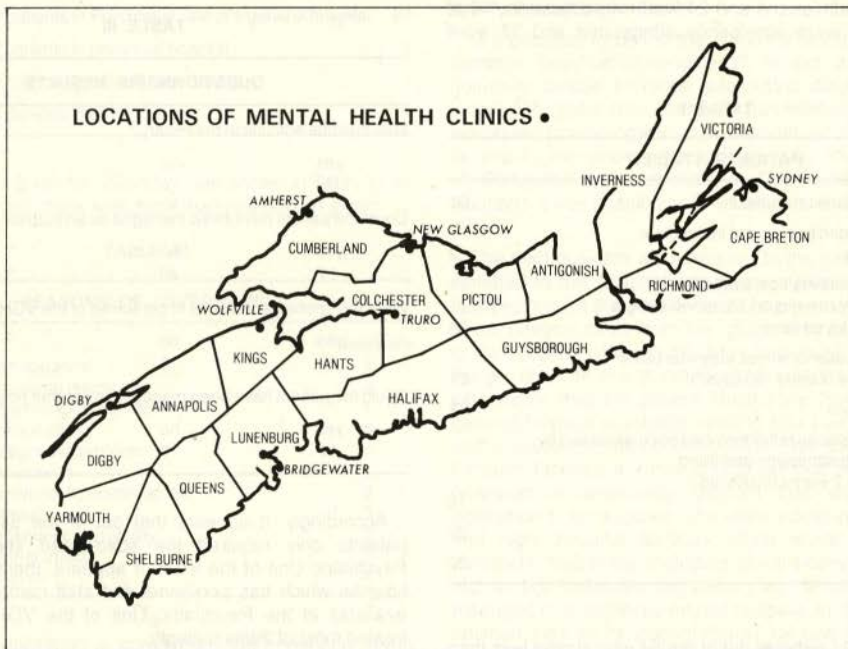 LOCATIONS OF MENTAL HEALTH CLINICS •
VICTORIA
SYDNEY
INVERNESS
AMHERST
NEW GLASGOW
CAPE BRETON
CUMBERLAND
ANTIGONISH
RICHMOND
COLCHESTER
PICTOU
WOLFVILLE
TRURO
GUYSBOROUGH
KINGS
HANTS
DIGBY
ANNAPOLIS
HALIFAX
LUNENBURG
DIGBY
BRIDGEWATER
QUEENS
YARMOUTH
SHELBURNE